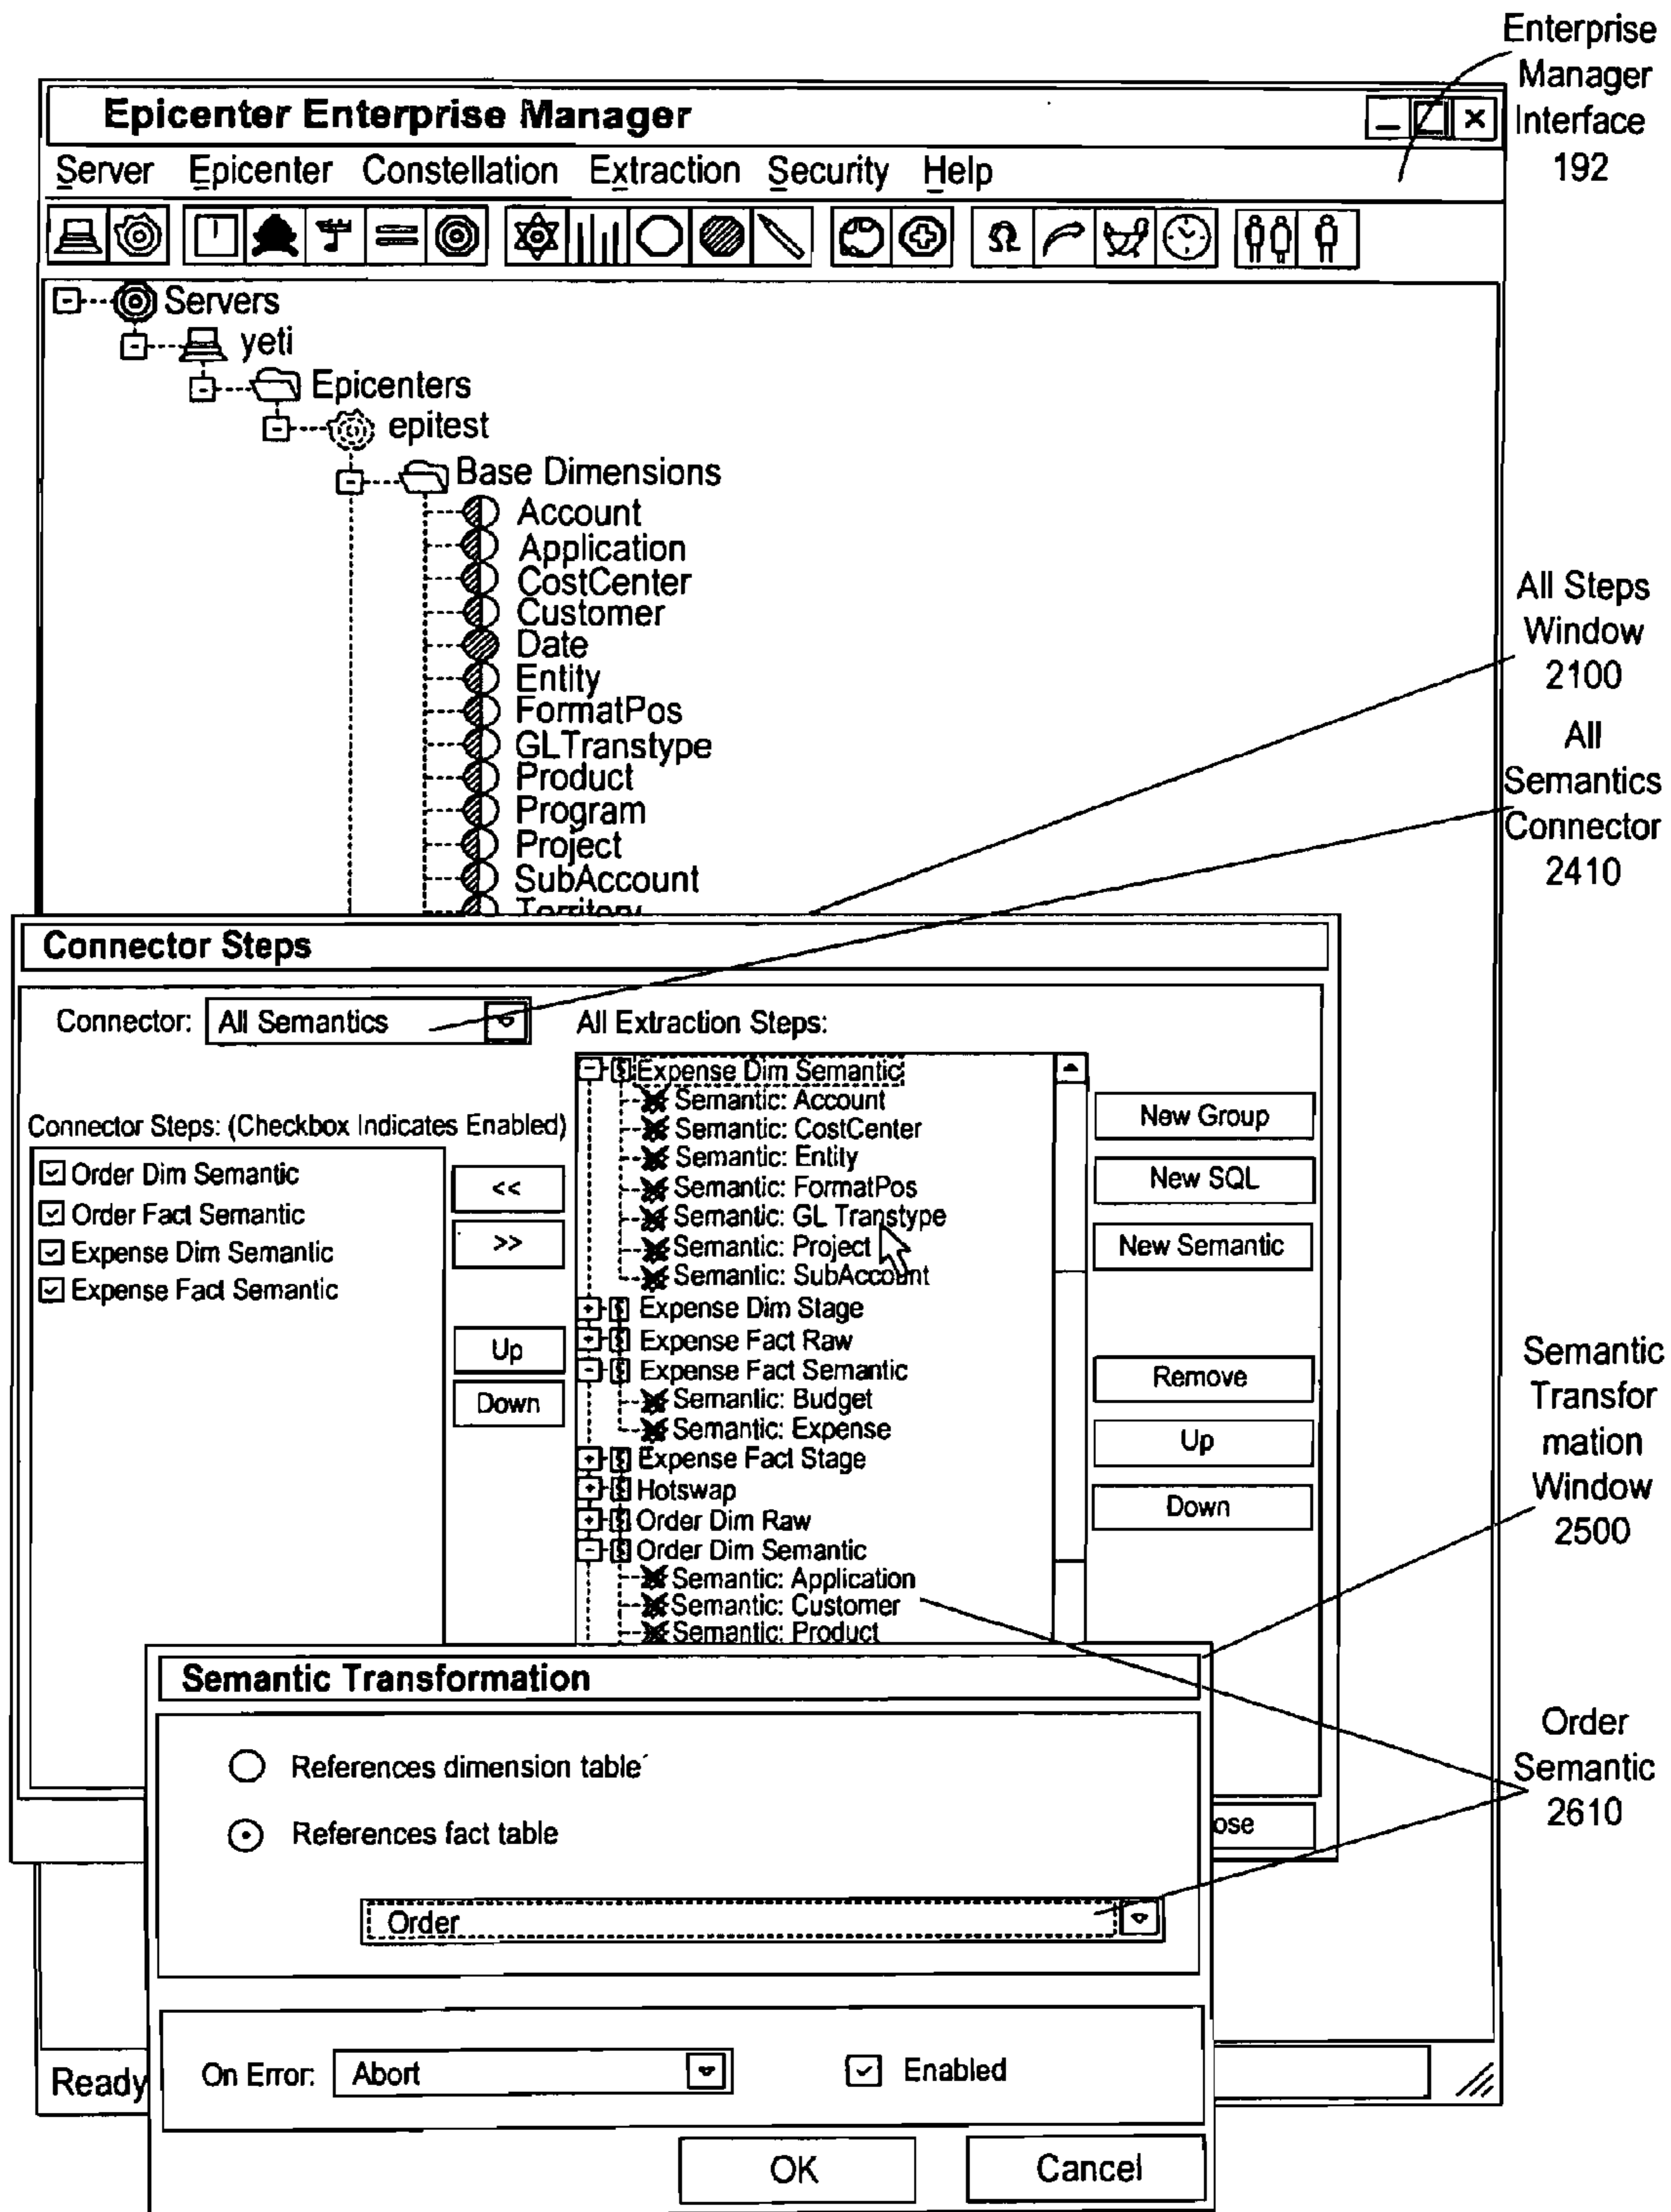 Enterprise
Manager
Interface
192
Epicenter Enterprise Manager
Server Epicenter Constellation Extraction Security Help
Servers
yeti
Epicenters
epitest
Base Dimensions
Account
Application
CostCenter
Customer
Date
Entity
FormatPos
GLTranstype
Product
Program
Project
SubAccount
Territory
All Steps
Window
2100
All
Semantics
Connector
2410
Connector Steps
Connector: All Semantics
All Extraction Steps:
Connector Steps: (Checkbox Indicates Enabled)
Order Dim Semantic
Order Fact Semantic
Expense Dim Semantic
Expense Fact Semantic
<<
>>
Up
Down
Expense Dim Semantic
Semantic: Account
Semantic: CostCenter
Semantic: Entity
Semantic: FormatPos
Semantic: GL Transtype
Semantic: Project
Semantic: SubAccount
Expense Dim Stage
Expense Fact Raw
Expense Fact Semantic
Semantic: Budget
Semantic: Expense
Expense Fact Stage
Hotswap
Order Dim Raw
Order Dim Semantic
Semantic: Application
Semantic: Customer
Semantic: Product
New Group
New SQL
New Semantic
Remove
Up
Down
ose
Semantic
Transfor
mation
Window
2500
Order
Semantic
2610
Semantic Transformation
References dimension table
References fact table
Order
On Error: Abort
Enabled
OK
Cancel
Ready